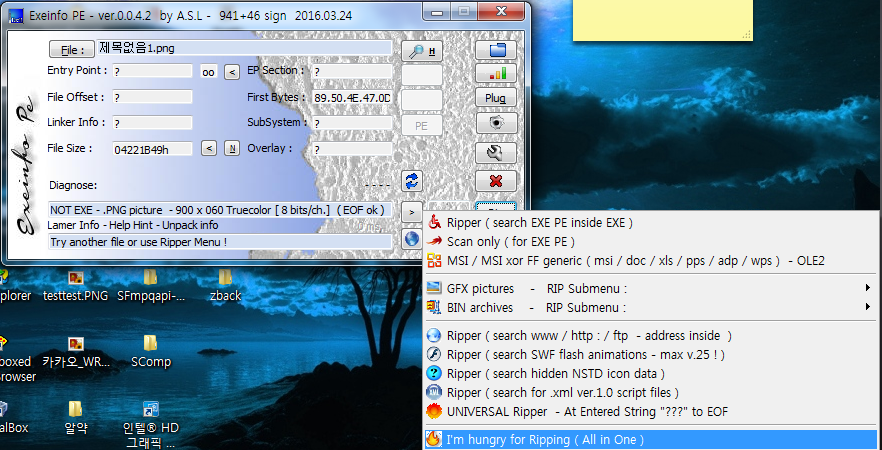 Exeinfo PE - ver.0.0.4.2 by A.S.L - 941+46 sign 2016.03.24
File :
제목없음1.png
H
Entry Point :
?
oo
<
EP Section :
?
File Offset :
?
First Bytes :
89.50.4E.47.0D
Plug
Linker Info :
?
SubSystem :
?
PE
File Size :
04221B49h
<
N
Overlay :
?
Diagnose:
- - - -
NOT EXE - .PNG picture - 900 x 060 Truecolor [ 8 bits/ch.] ( EOF ok )
>
Lamer Info - Help Hint - Unpack info
Try another file or use Ripper Menu !
Exeinfo Pe
Ripper ( search EXE PE inside EXE )
Scan only ( for EXE PE )
MSI / MSI xor FF generic ( msi / doc / xls / pps / adp / wps ) - OLE2
GFX pictures - RIP Submenu :
BIN archives - RIP Submenu :
Ripper ( search www / http : / ftp - address inside )
Ripper ( search SWF flash animations - max v.25 ! )
Ripper ( search hidden NSTD icon data )
Ripper ( search for .xml ver.1.0 script files )
UNIVERSAL Ripper - At Entered String "???" to EOF
I'm hungry for Ripping ( All in One )
plorer
testtest.PNG
SFmpqapi-...
zback
boxed
Browser
카카오_WR...
SComp
alBox
알약
인텔® HD
그래픽 ...